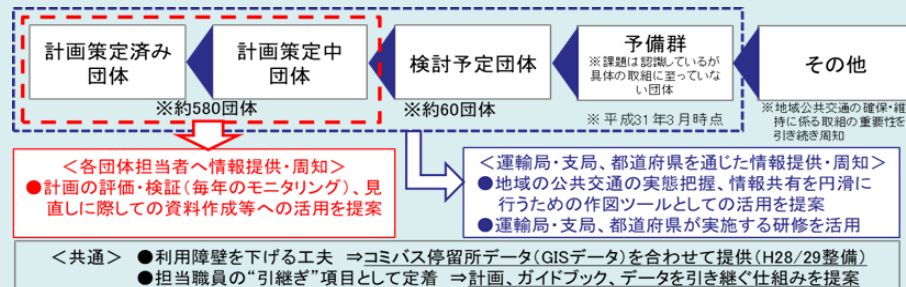 計画策定済み
団体
計画策定中
団体
検討予定団体
予備群
※課題は認識しているが
具体の取組に至っていな
い団体
その他
※約580団体
※約60団体
※平成31年3月時点
※地域公共交通の確保・維
持に係る取組の重要性を
引き続き周知
<各団体担当者へ情報提供・周知>
●計画の評価・検証(毎年のモニタリング)、見
直しに際しての資料作成等への活用を提案
<運輸局・支局、都道府県を通じた情報提供・周知>
●地域の公共交通の実態把握、情報共有を円滑に
行うための作図ツールとしての活用を提案
●運輸局・支局、都道府県が実施する研修を活用
<共通> ●利用障壁を下げる工夫 ⇒コミバス停留所データ(GISデータ)を合わせて提供(H28/29整備)
●担当職員の“引継ぎ”項目として定着 ⇒計画、ガイドブック、データを引き継ぐ仕組みを提案